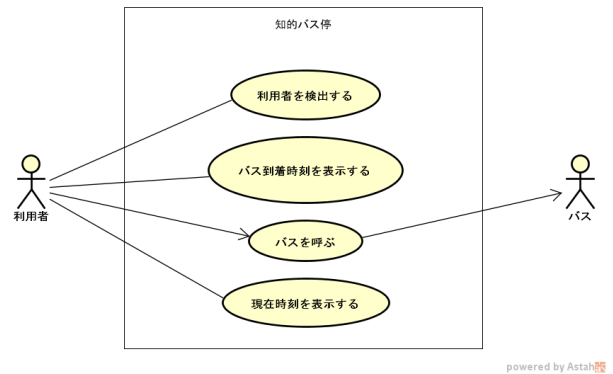 知的バス停
利用者を検出する
バス到着時刻を表示する
利用者
バス
バスを呼ぶ
現在時刻を表示する
powered by Astah